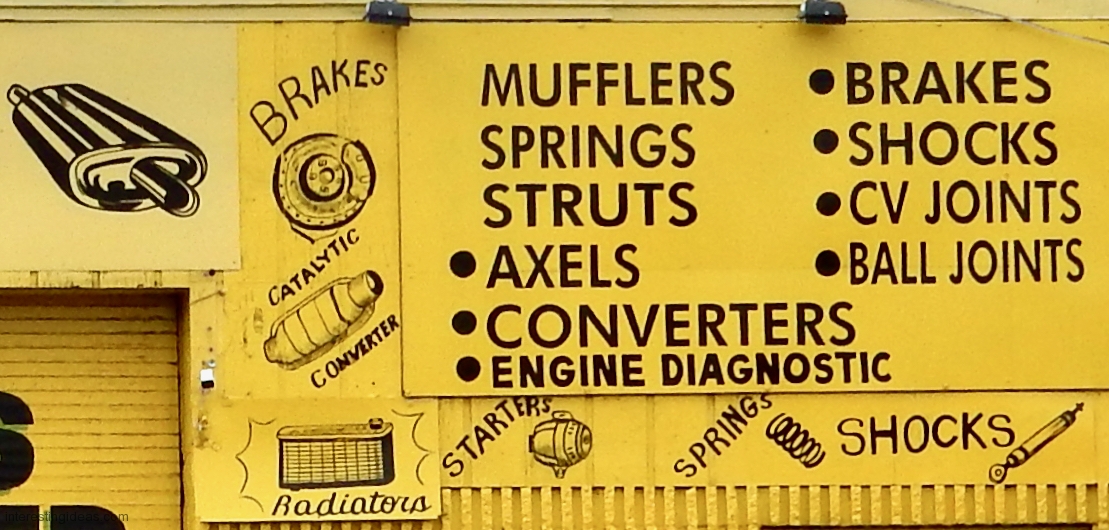 BRAKES
CATALYTIC
CONVERTER
MUFFLERS
SPRINGS
STRUTS
• AXELS
• CONVERTERS
• ENGINE DIAGNOSTIC
• BRAKES
• SHOCKS
• CV JOINTS
• BALL JOINTS
Radiators
STARTERS
SPRINGS
SHOCKS
S